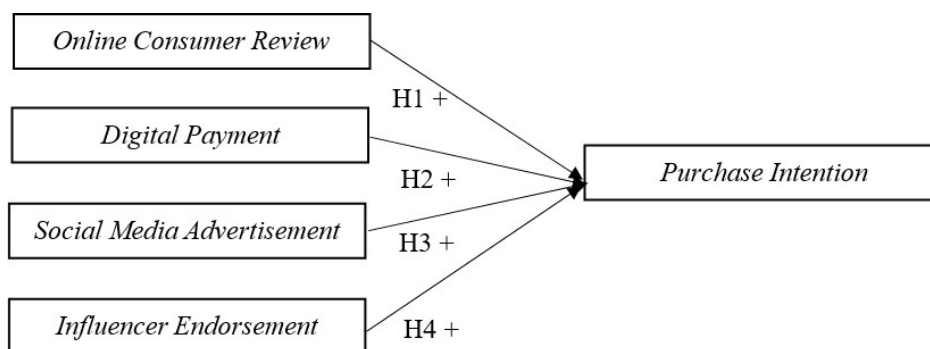 Online Consumer Review
H1 +
Digital Payment
Purchase Intention
H2 +
Social Media Advertisement
H3 +
Influencer Endorsement
H4 +